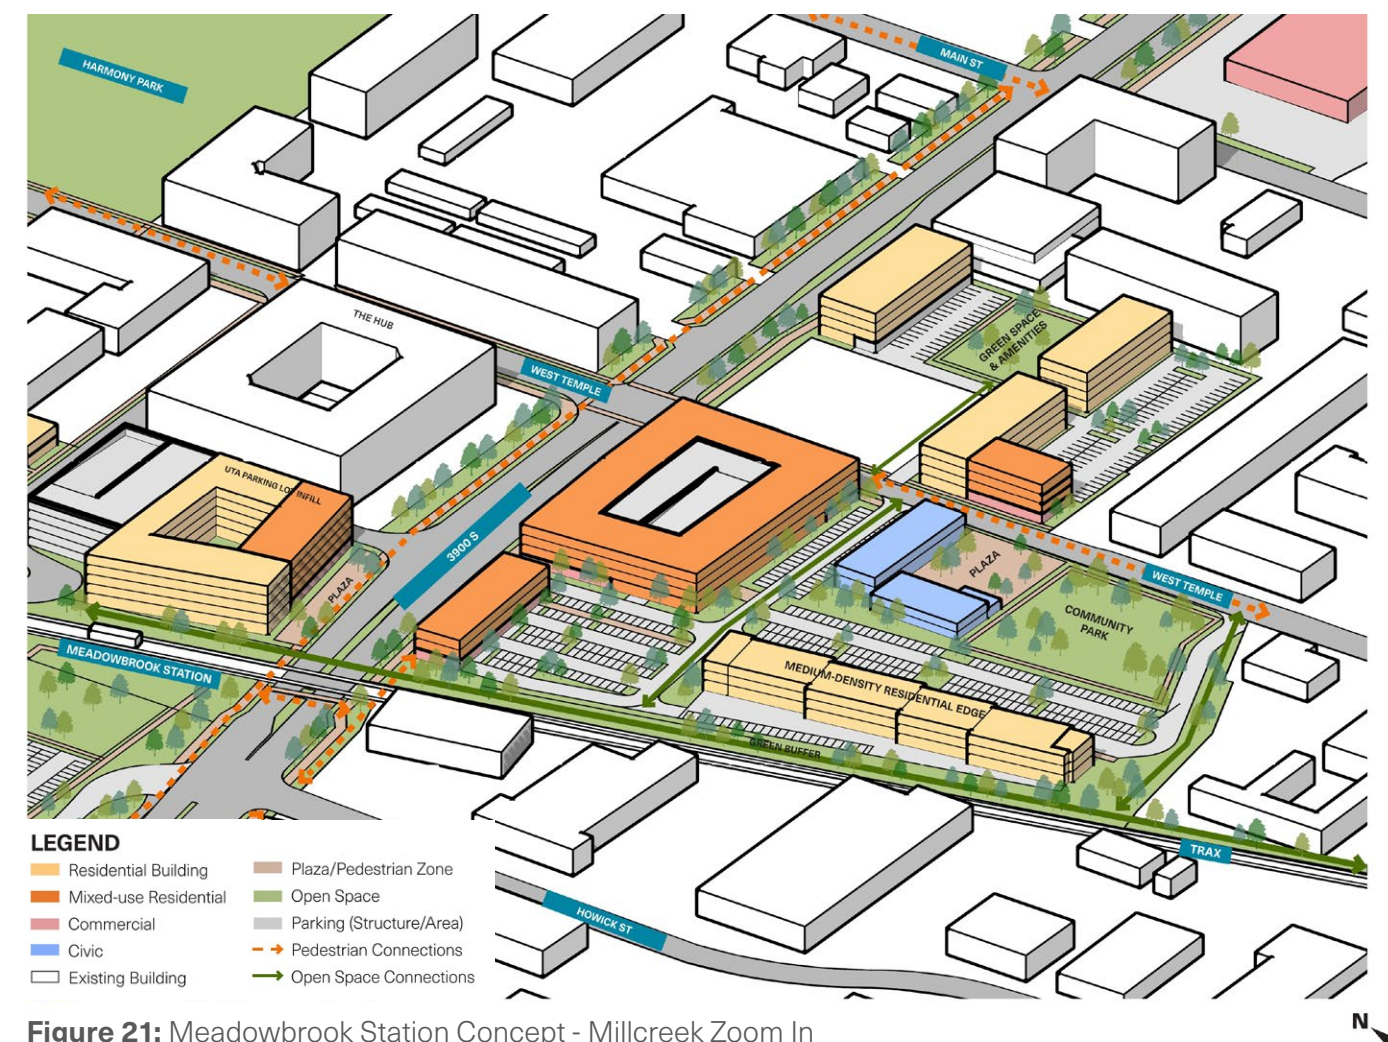 HARMONY PARK
MAIN ST
THE HUB
GREEN SPACE
& AMENITIES
WEST TEMPLE
UTA PARKING LOT INFILL
3900 S
PLAZA
PLAZA
WEST TEMPLE
COMMUNITY
PARK
MEADOWBROOK STATION
MEDIUM-DENSITY RESIDENTIAL EDGE
GREEN BUFFER
TRAX
HOWICK ST
LEGEND
Residential Building
Mixed-use Residential
Commercial
Civic
Existing Building
Plaza/Pedestrian Zone
Open Space
Parking (Structure/Area)
Pedestrian Connections
Open Space Connections
N
Figure 21: Meadowbrook Station Concept - Millcreek Zoom In